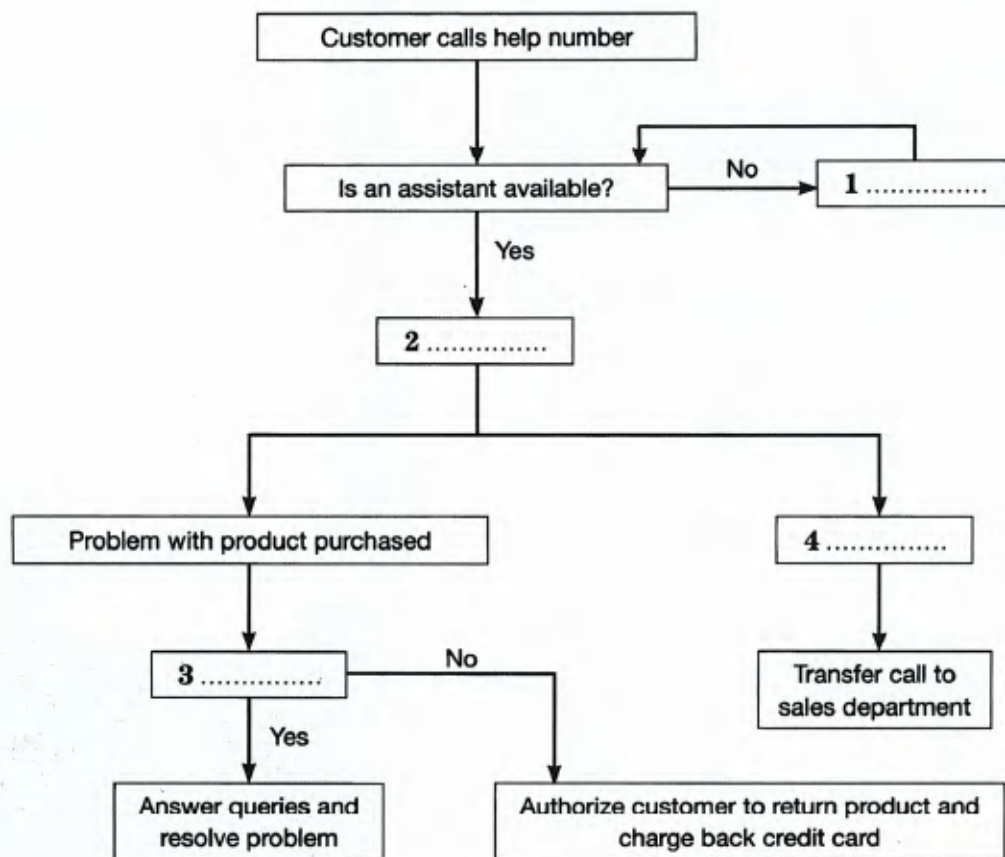 Customer calls help number
Is an assistant available?
No
1 ...............
Yes
2 ...............
Problem with product purchased
4 ...............
3 ...............
No
Transfer call to
sales department
Yes
Answer queries and
resolve problem
Authorize customer to return product and
charge back credit card